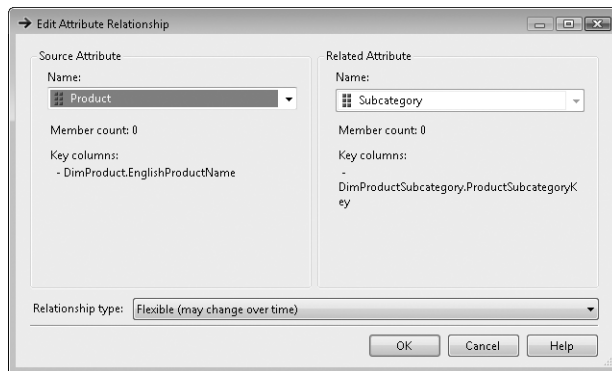 Edit Attribute Relationship
Source Attribute
Name:
Product
Member count: 0
Key columns:
- DimProduct.EnglishProductName
Related Attribute
Name:
Subcategory
Member count: 0
Key columns:
-
DimProductSubcategory.ProductSubcategoryK
ey
Relationship type: Flexible (may change over time)
OK Cancel Help